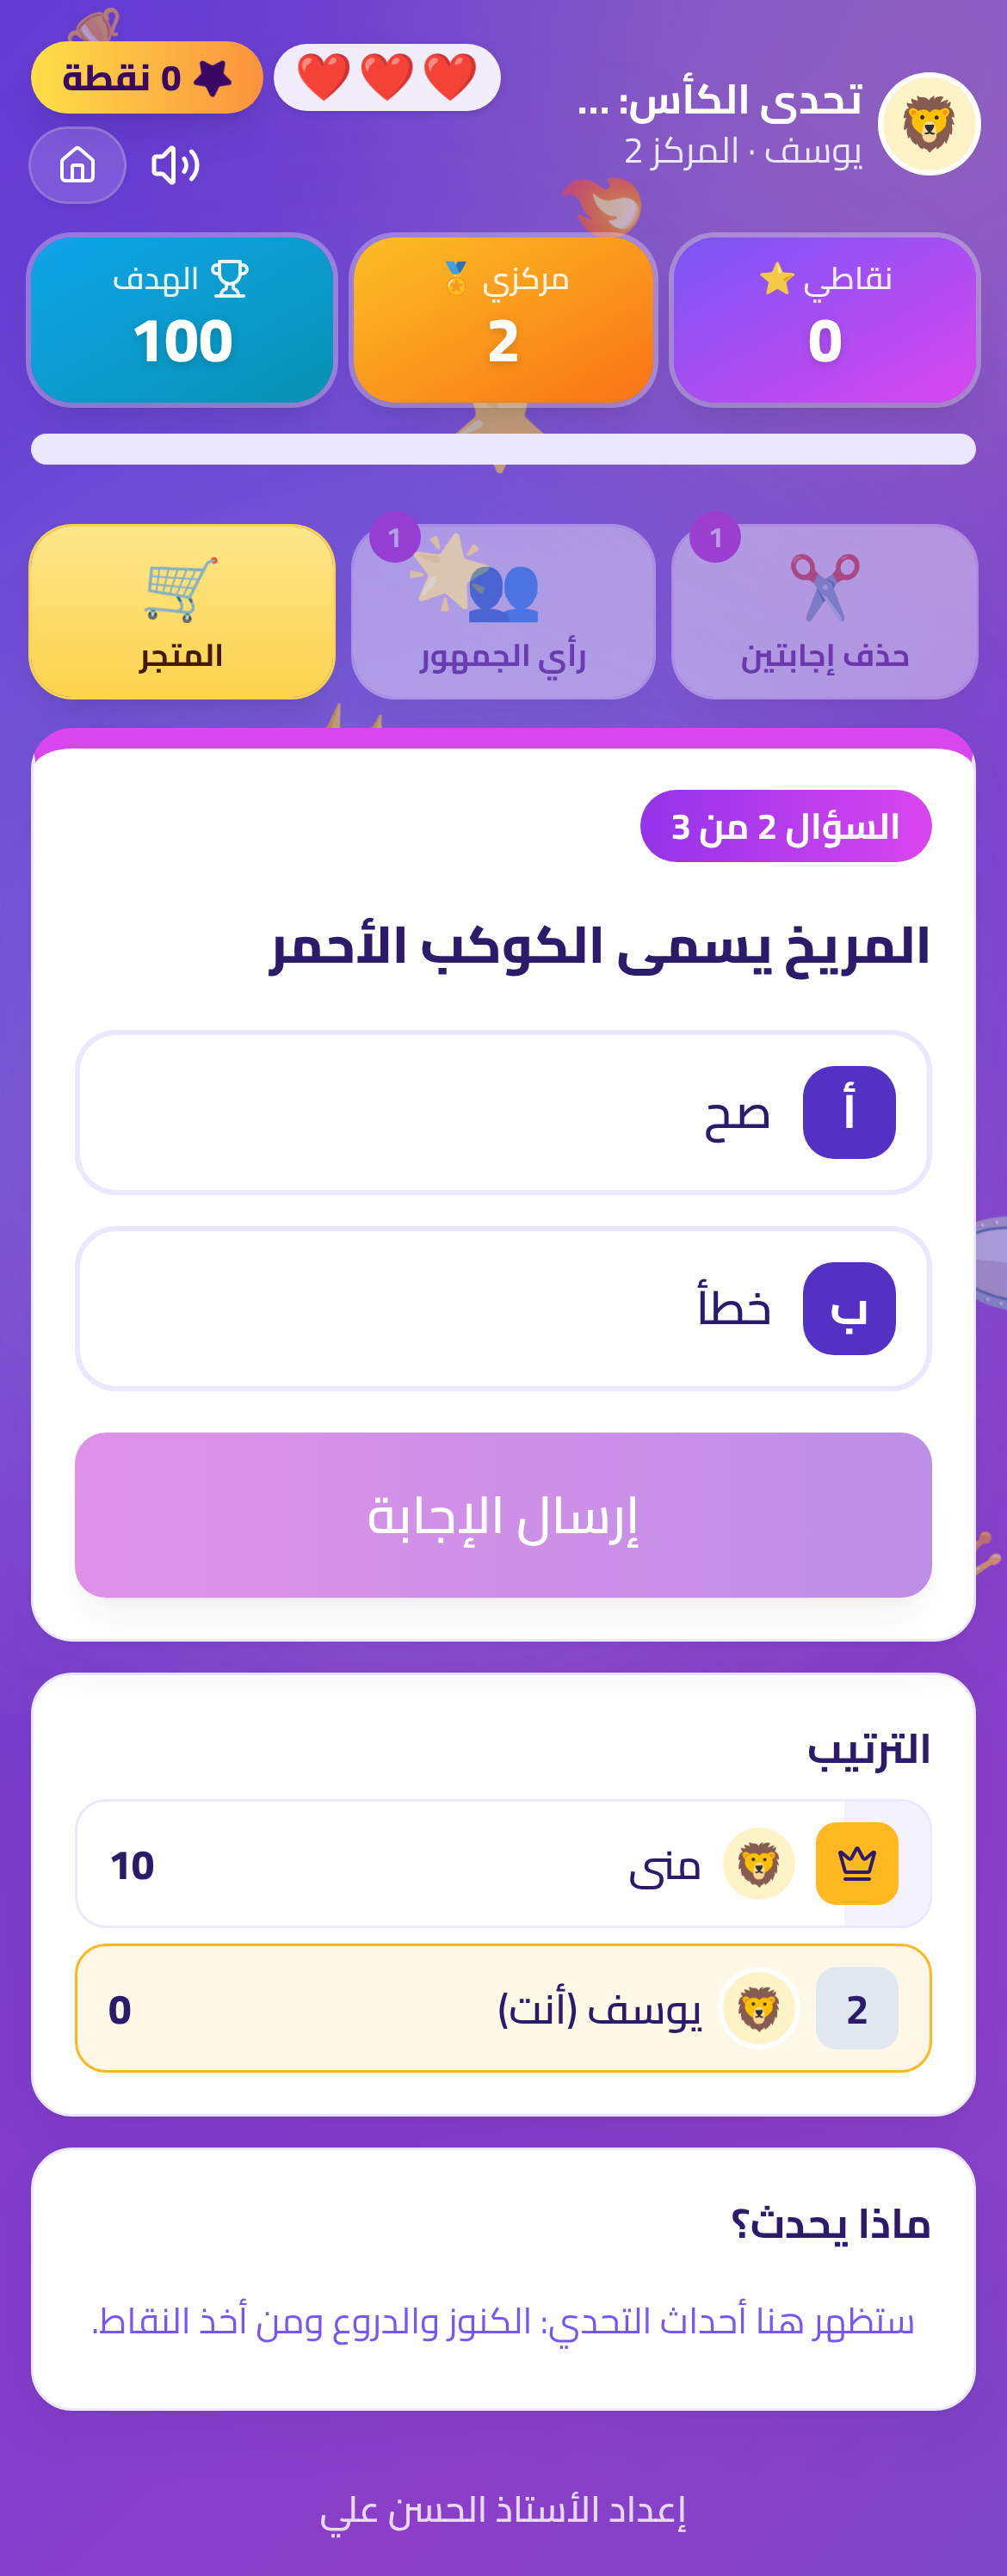 تحدى الكأس: ...
يوسف · المركز 2
0 نقطة
نقاطي
0
مركزي
2
الهدف
100
1
حذف إجابتين
1
رأي الجمهور
المتجر
السؤال 2 من 3
المريخ يسمى الكوكب الأحمر
أ
صح
ب
خطأ
إرسال الإجابة
الترتيب
منى
10
2
يوسف (أنت)
0
ماذا يحدث؟
ستظهر هنا أحداث التحدي: الكنوز والدروع ومن أخذ النقاط.
إعداد الأستاذ الحسن علي